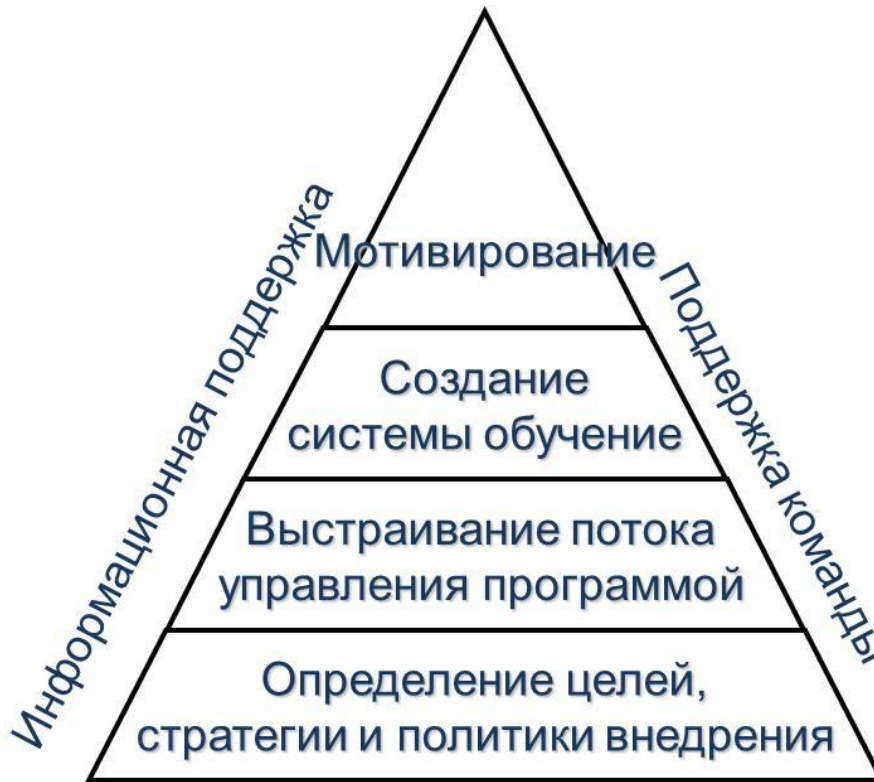 Информационная поддержка
Мотивирование
Поддержка команды
Создание
системы обучение
Выстраивание потока
управления программой
Определение целей,
стратегии и политики внедрения